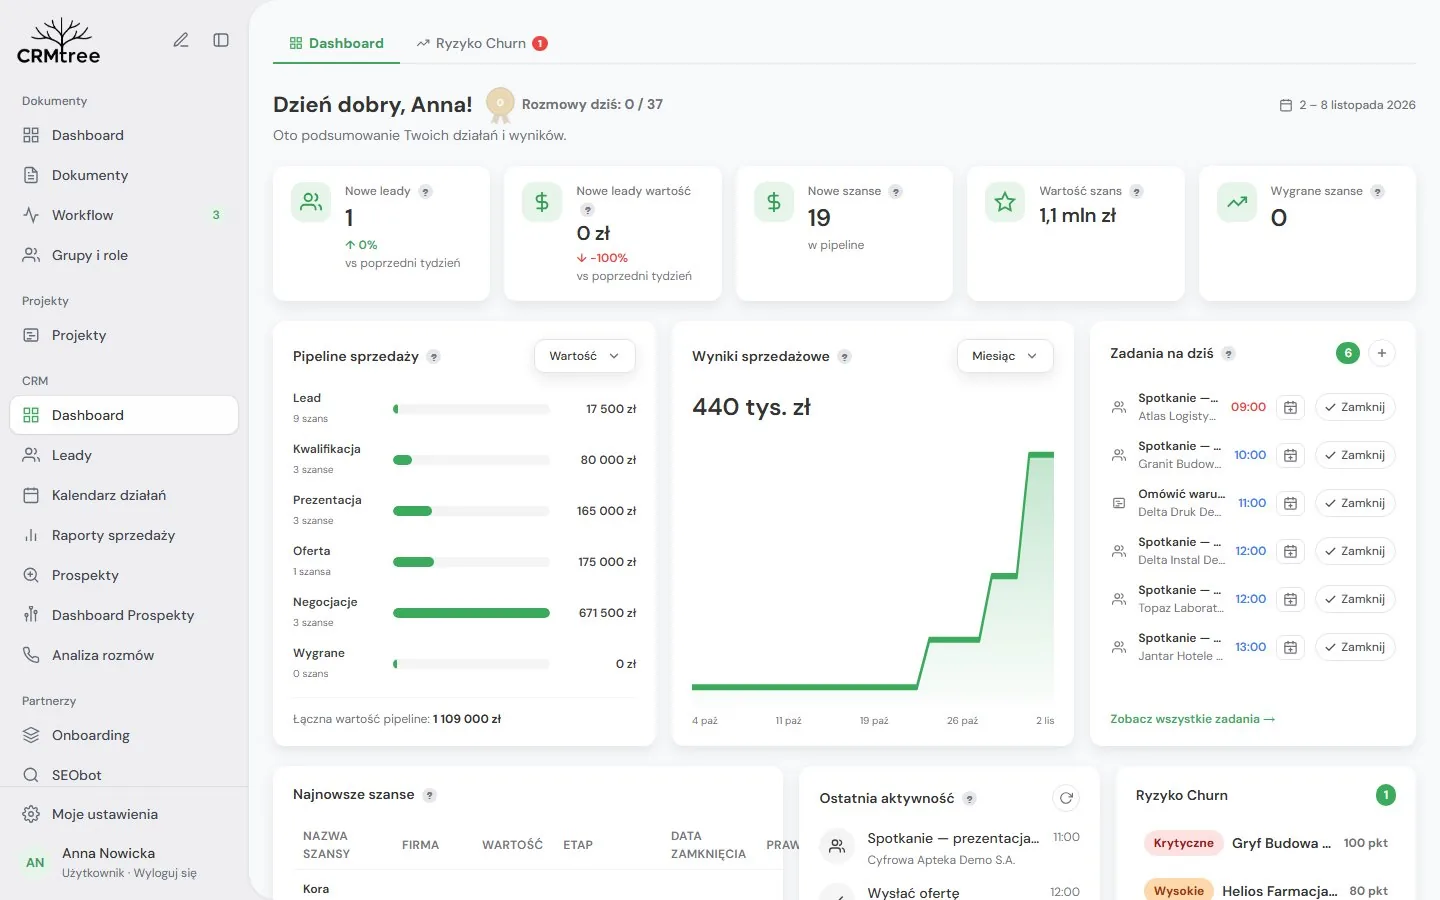 CRMtree
Dokumenty
Dashboard
Dokumenty
Workflow 3
Grupy i role
Projekty
Projekty
CRM
Dashboard
Leady
Kalendarz działań
Raporty sprzedaży
Prospekty
Dashboard Prospekty
Analiza rozmów
Partnerzy
Onboarding
SEObot
Moje ustawienia
AN
Anna Nowicka
Użytkownik · Wyloguj się
Dashboard
Ryzyko Churn 1
Dzień dobry, Anna!
0
Rozmowy dziś: 0 / 37
2 – 8 listopada 2026
Oto podsumowanie Twoich działań i wyników.
Nowe leady ?
1
↑ 0%
vs poprzedni tydzień
Nowe leady wartość
?
0 zł
↓ -100%
vs poprzedni tydzień
Nowe szanse ?
19
w pipeline
Wartość szans ?
1,1 mln zł
Wygrane szanse ?
0
Pipeline sprzedaży ?
Wartość
Lead
9 szans
17 500 zł
Kwalifikacja
3 szanse
80 000 zł
Prezentacja
3 szanse
165 000 zł
Oferta
1 szansa
175 000 zł
Negocjacje
3 szanse
671 500 zł
Wygrane
0 szans
0 zł
Łączna wartość pipeline: 1 109 000 zł
Wyniki sprzedażowe ?
Miesiąc
440 tys. zł
4 paź 11 paź 19 paź 26 paź 2 lis
Zadania na dziś ?
6
+
Spotkanie —...
Atlas Logisty...
09:00
Zamknij
Spotkanie — ...
Granit Budow...
10:00
Zamknij
Omówić waru...
Delta Druk De...
11:00
Zamknij
Spotkanie — ...
Delta Instal De...
12:00
Zamknij
Spotkanie — ...
Topaz Laborat...
12:00
Zamknij
Spotkanie — ...
Jantar Hotele ...
13:00
Zamknij
Zobacz wszystkie zadania →
Najnowsze szanse ?
NAZWA SZANSY
FIRMA
WARTOŚĆ
ETAP
DATA ZAMKNIĘCIA
PRAW
Kora
Ostatnia aktywność ?
Spotkanie — prezentacja...
11:00
Cyfrowa Apteka Demo S.A.
Wysłać ofertę
12:00
Ryzyko Churn
1
Krytyczne
Gryf Budowa ...
100 pkt
Wysokie
Helios Farmacja...
80 pkt